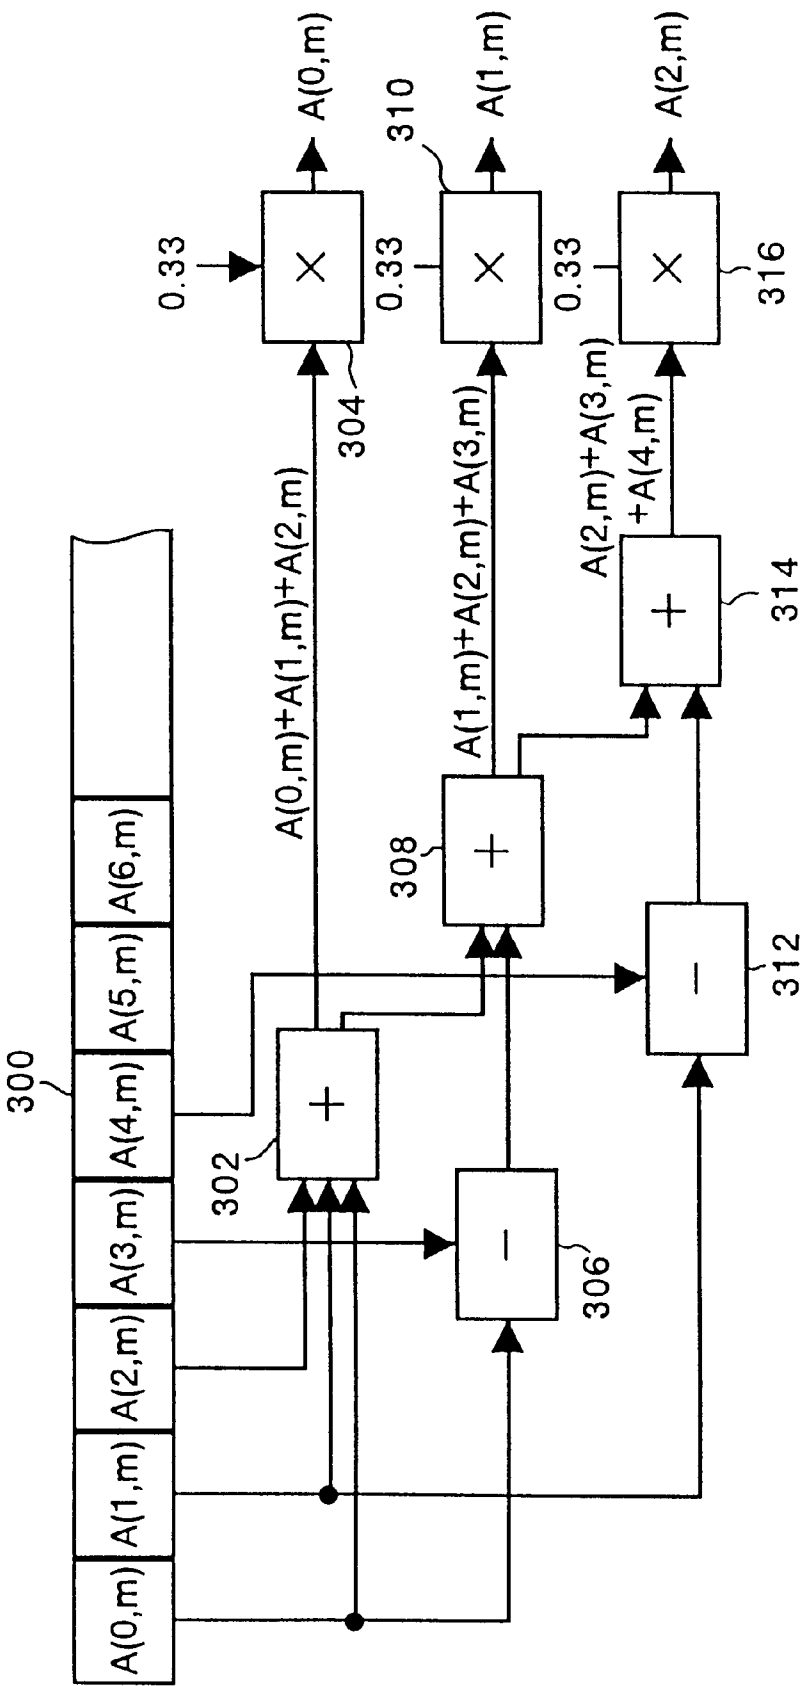 300
A(0,m)
A(1,m)
A(2,m)
A(3,m)
A(4,m)
A(5,m)
A(6,m)
302
+
A(0,m)+A(1,m)+A(2,m)
304
0.33
×
A(0,m)
306
−
308
+
A(1,m)+A(2,m)+A(3,m)
0.33
×
310
A(1,m)
312
−
314
+
A(2,m)+A(3,m)
+A(4,m)
0.33
×
316
A(2,m)